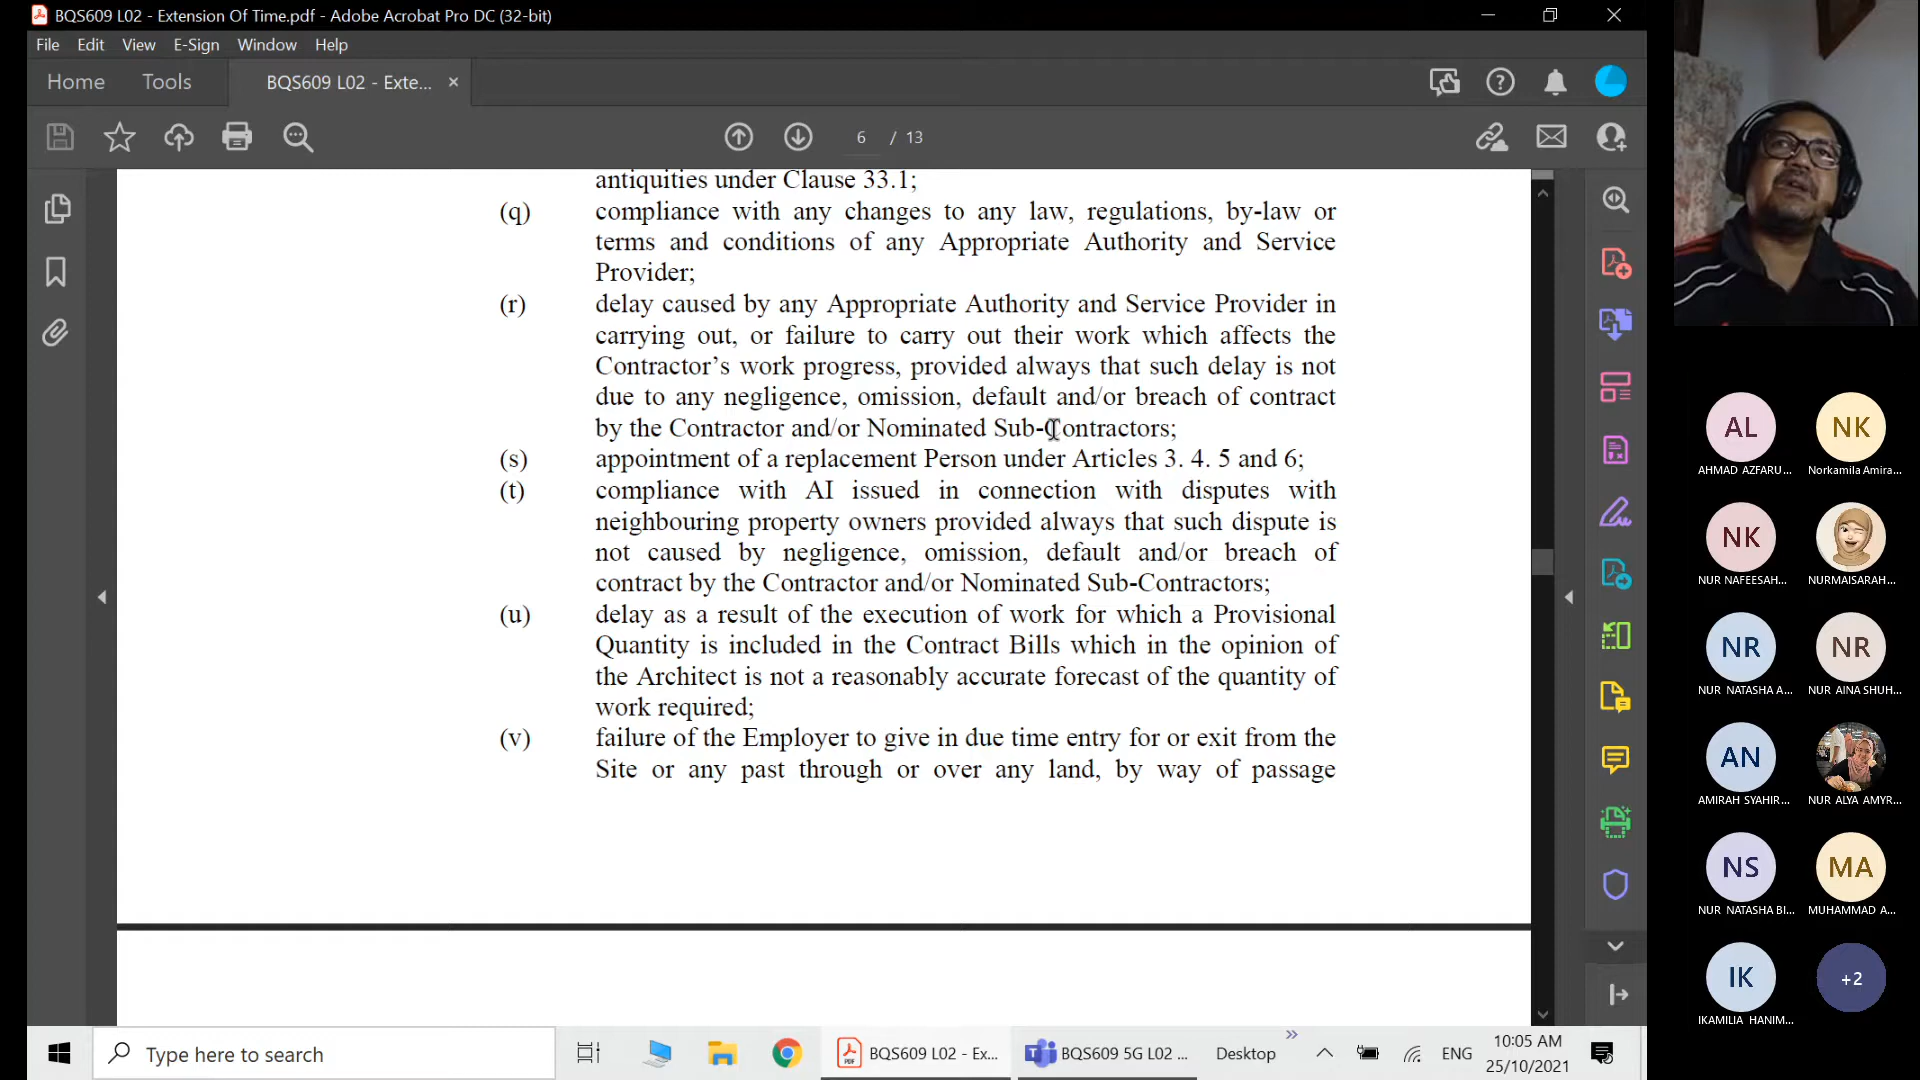 BQS609 L02 - Extension Of Time.pdf - Adobe Acrobat Pro DC (32-bit)
File Edit View E-Sign Window Help
Home Tools BQS609 L02 - Exte... ×
6 / 13
antiquities under Clause 33.1;
(q) compliance with any changes to any law, regulations, by-law or
terms and conditions of any Appropriate Authority and Service
Provider;
(r) delay caused by any Appropriate Authority and Service Provider in
carrying out, or failure to carry out their work which affects the
Contractor's work progress, provided always that such delay is not
due to any negligence, omission, default and/or breach of contract
by the Contractor and/or Nominated Sub-Contractors;
(s) appointment of a replacement Person under Articles 3. 4. 5 and 6;
(t) compliance with AI issued in connection with disputes with
neighbouring property owners provided always that such dispute is
not caused by negligence, omission, default and/or breach of
contract by the Contractor and/or Nominated Sub-Contractors;
(u) delay as a result of the execution of work for which a Provisional
Quantity is included in the Contract Bills which in the opinion of
the Architect is not a reasonably accurate forecast of the quantity of
work required;
(v) failure of the Employer to give in due time entry for or exit from the
Site or any past through or over any land, by way of passage
AL NK
AHMAD AZFARU... Norkamila Amira...
NK
NUR NAFEESAH... NURMAISARAH...
NR NR
NUR NATASHA A... NUR AINA SHUH...
AN
AMIRAH SYAHIR... NUR ALYA AMYR...
NS MA
NUR NATASHA BI... MUHAMMAD A...
IK +2
IKAMILIA HANIM...
Type here to search
BQS609 L02 - Ex...
BQS609 5G L02 ...
Desktop
ENG
10:05 AM
25/10/2021